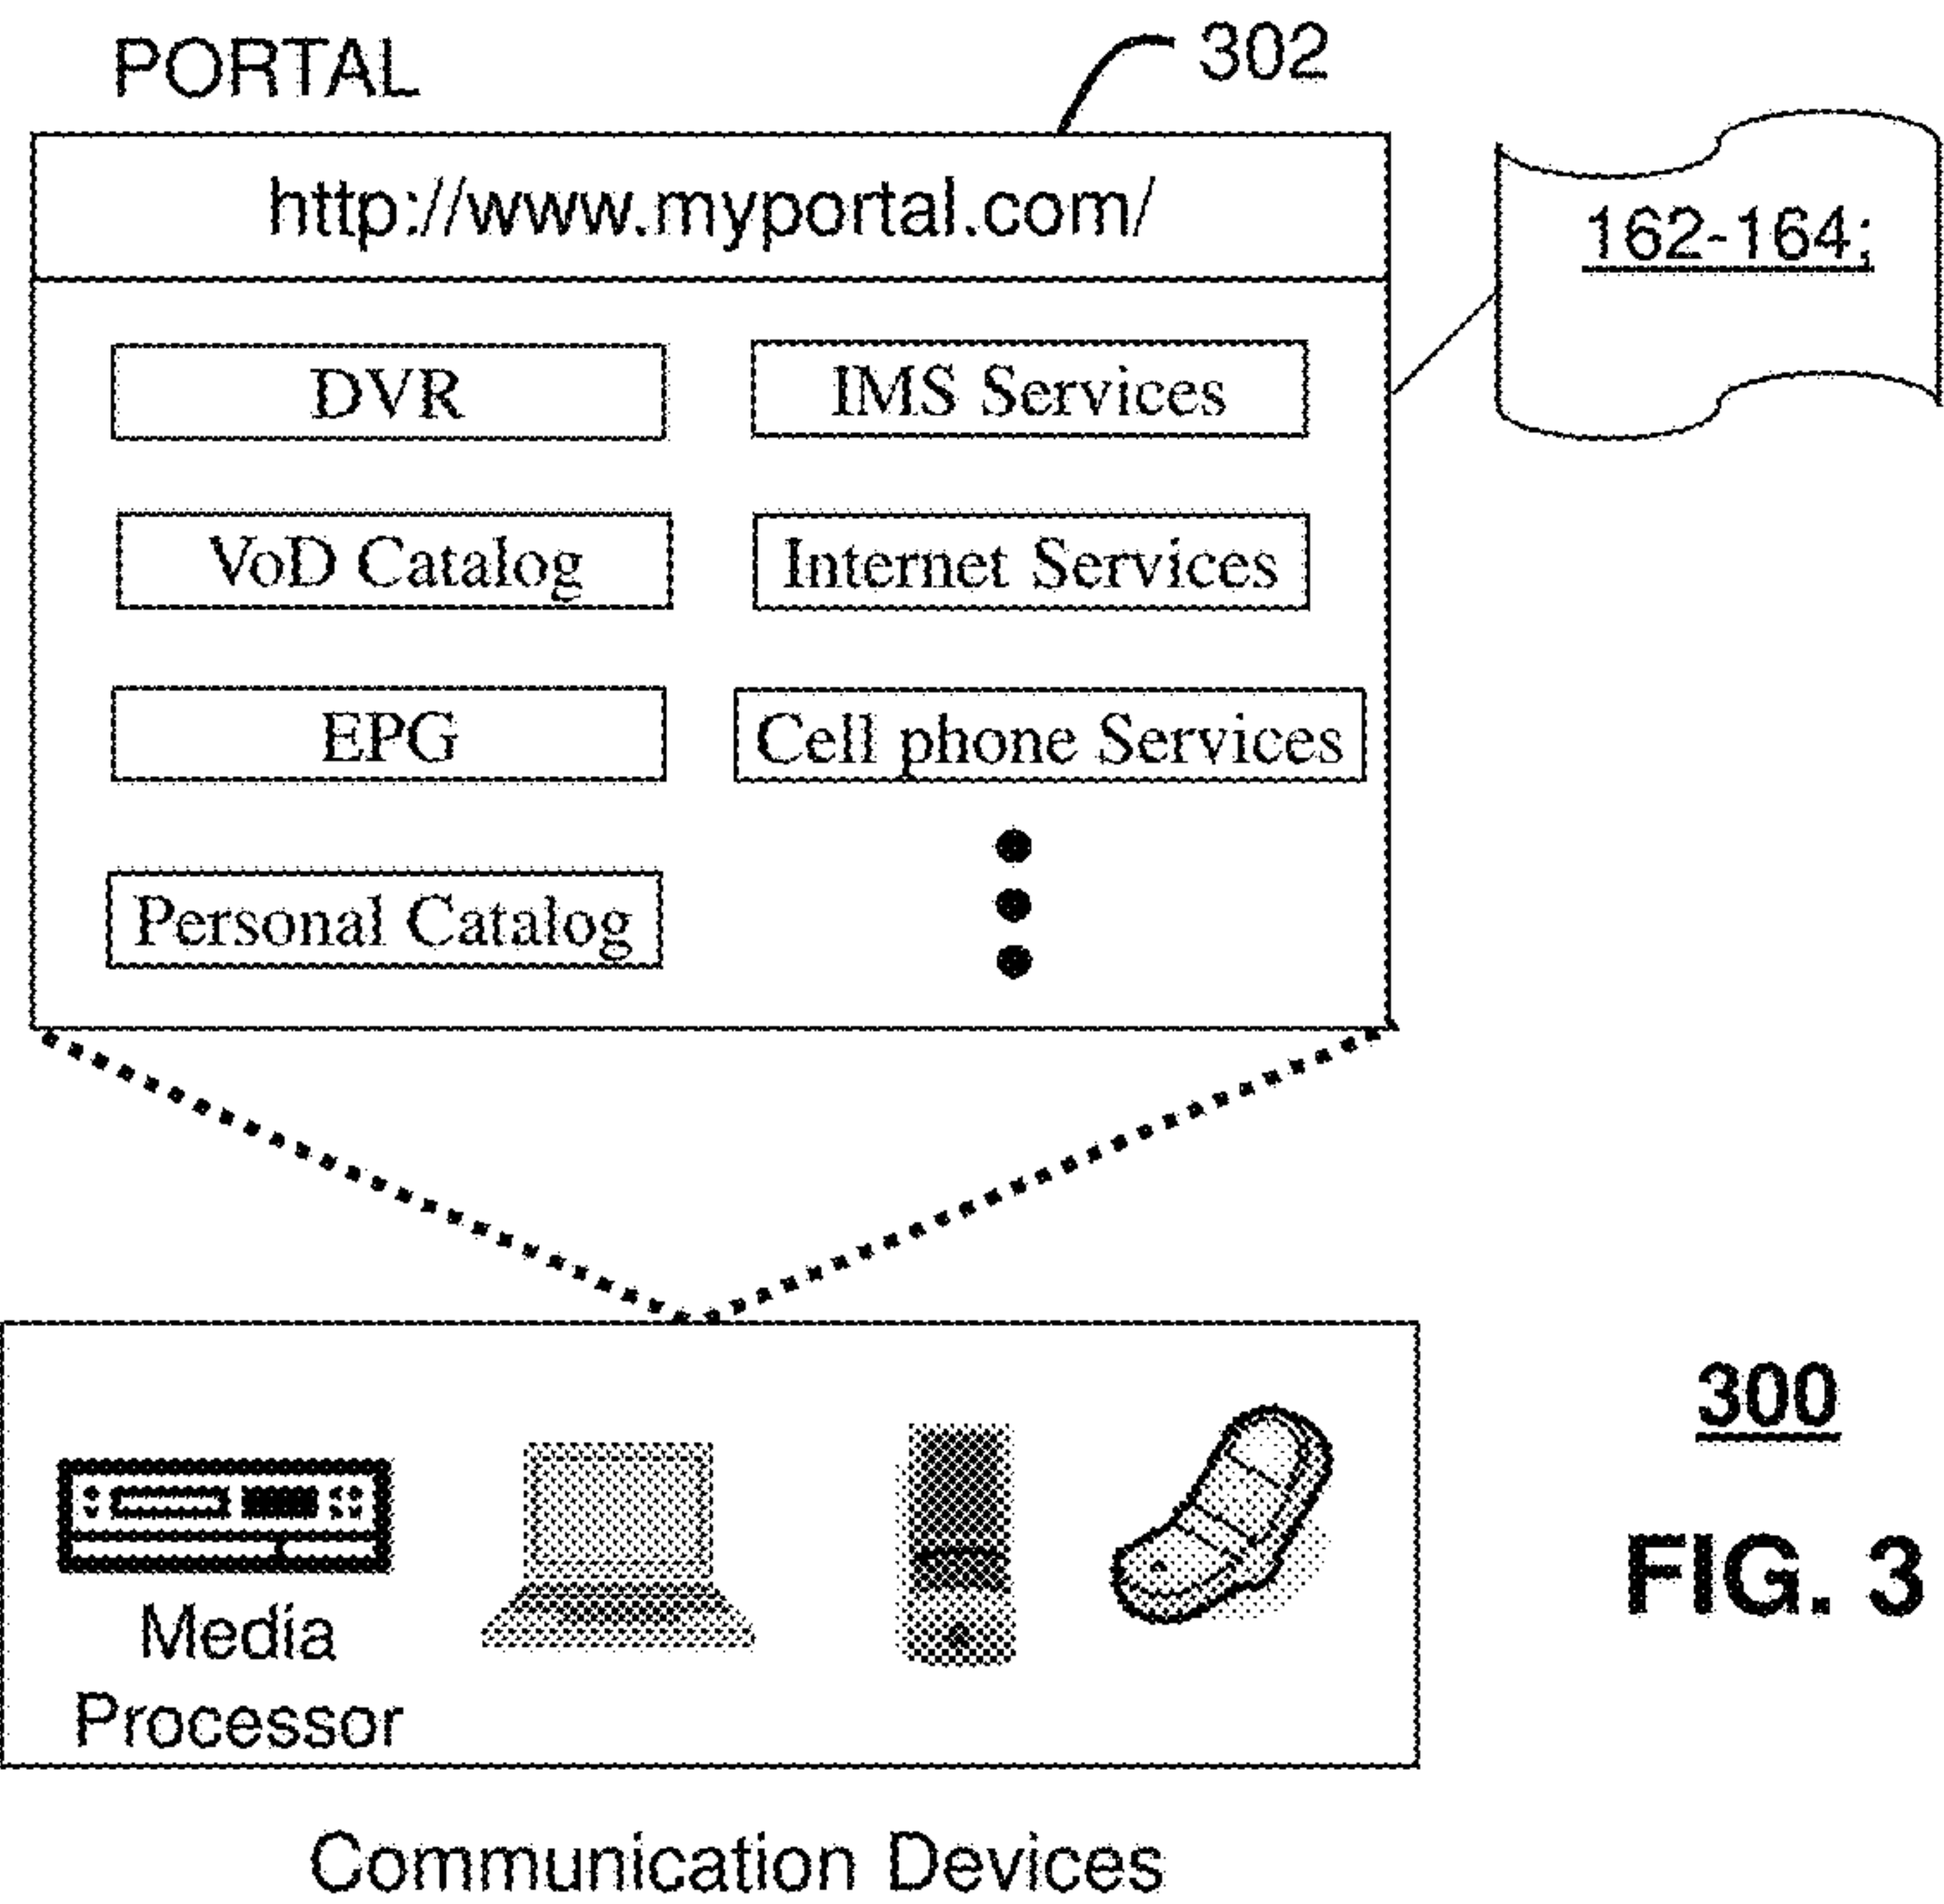 PORTAL
302
http://www.myportal.com/
162-164;
DVR
IMS Services
VoD Catalog
Internet Services
EPG
Cell phone Services
Personal Catalog
Media
Processor
300
FIG. 3
Communication Devices